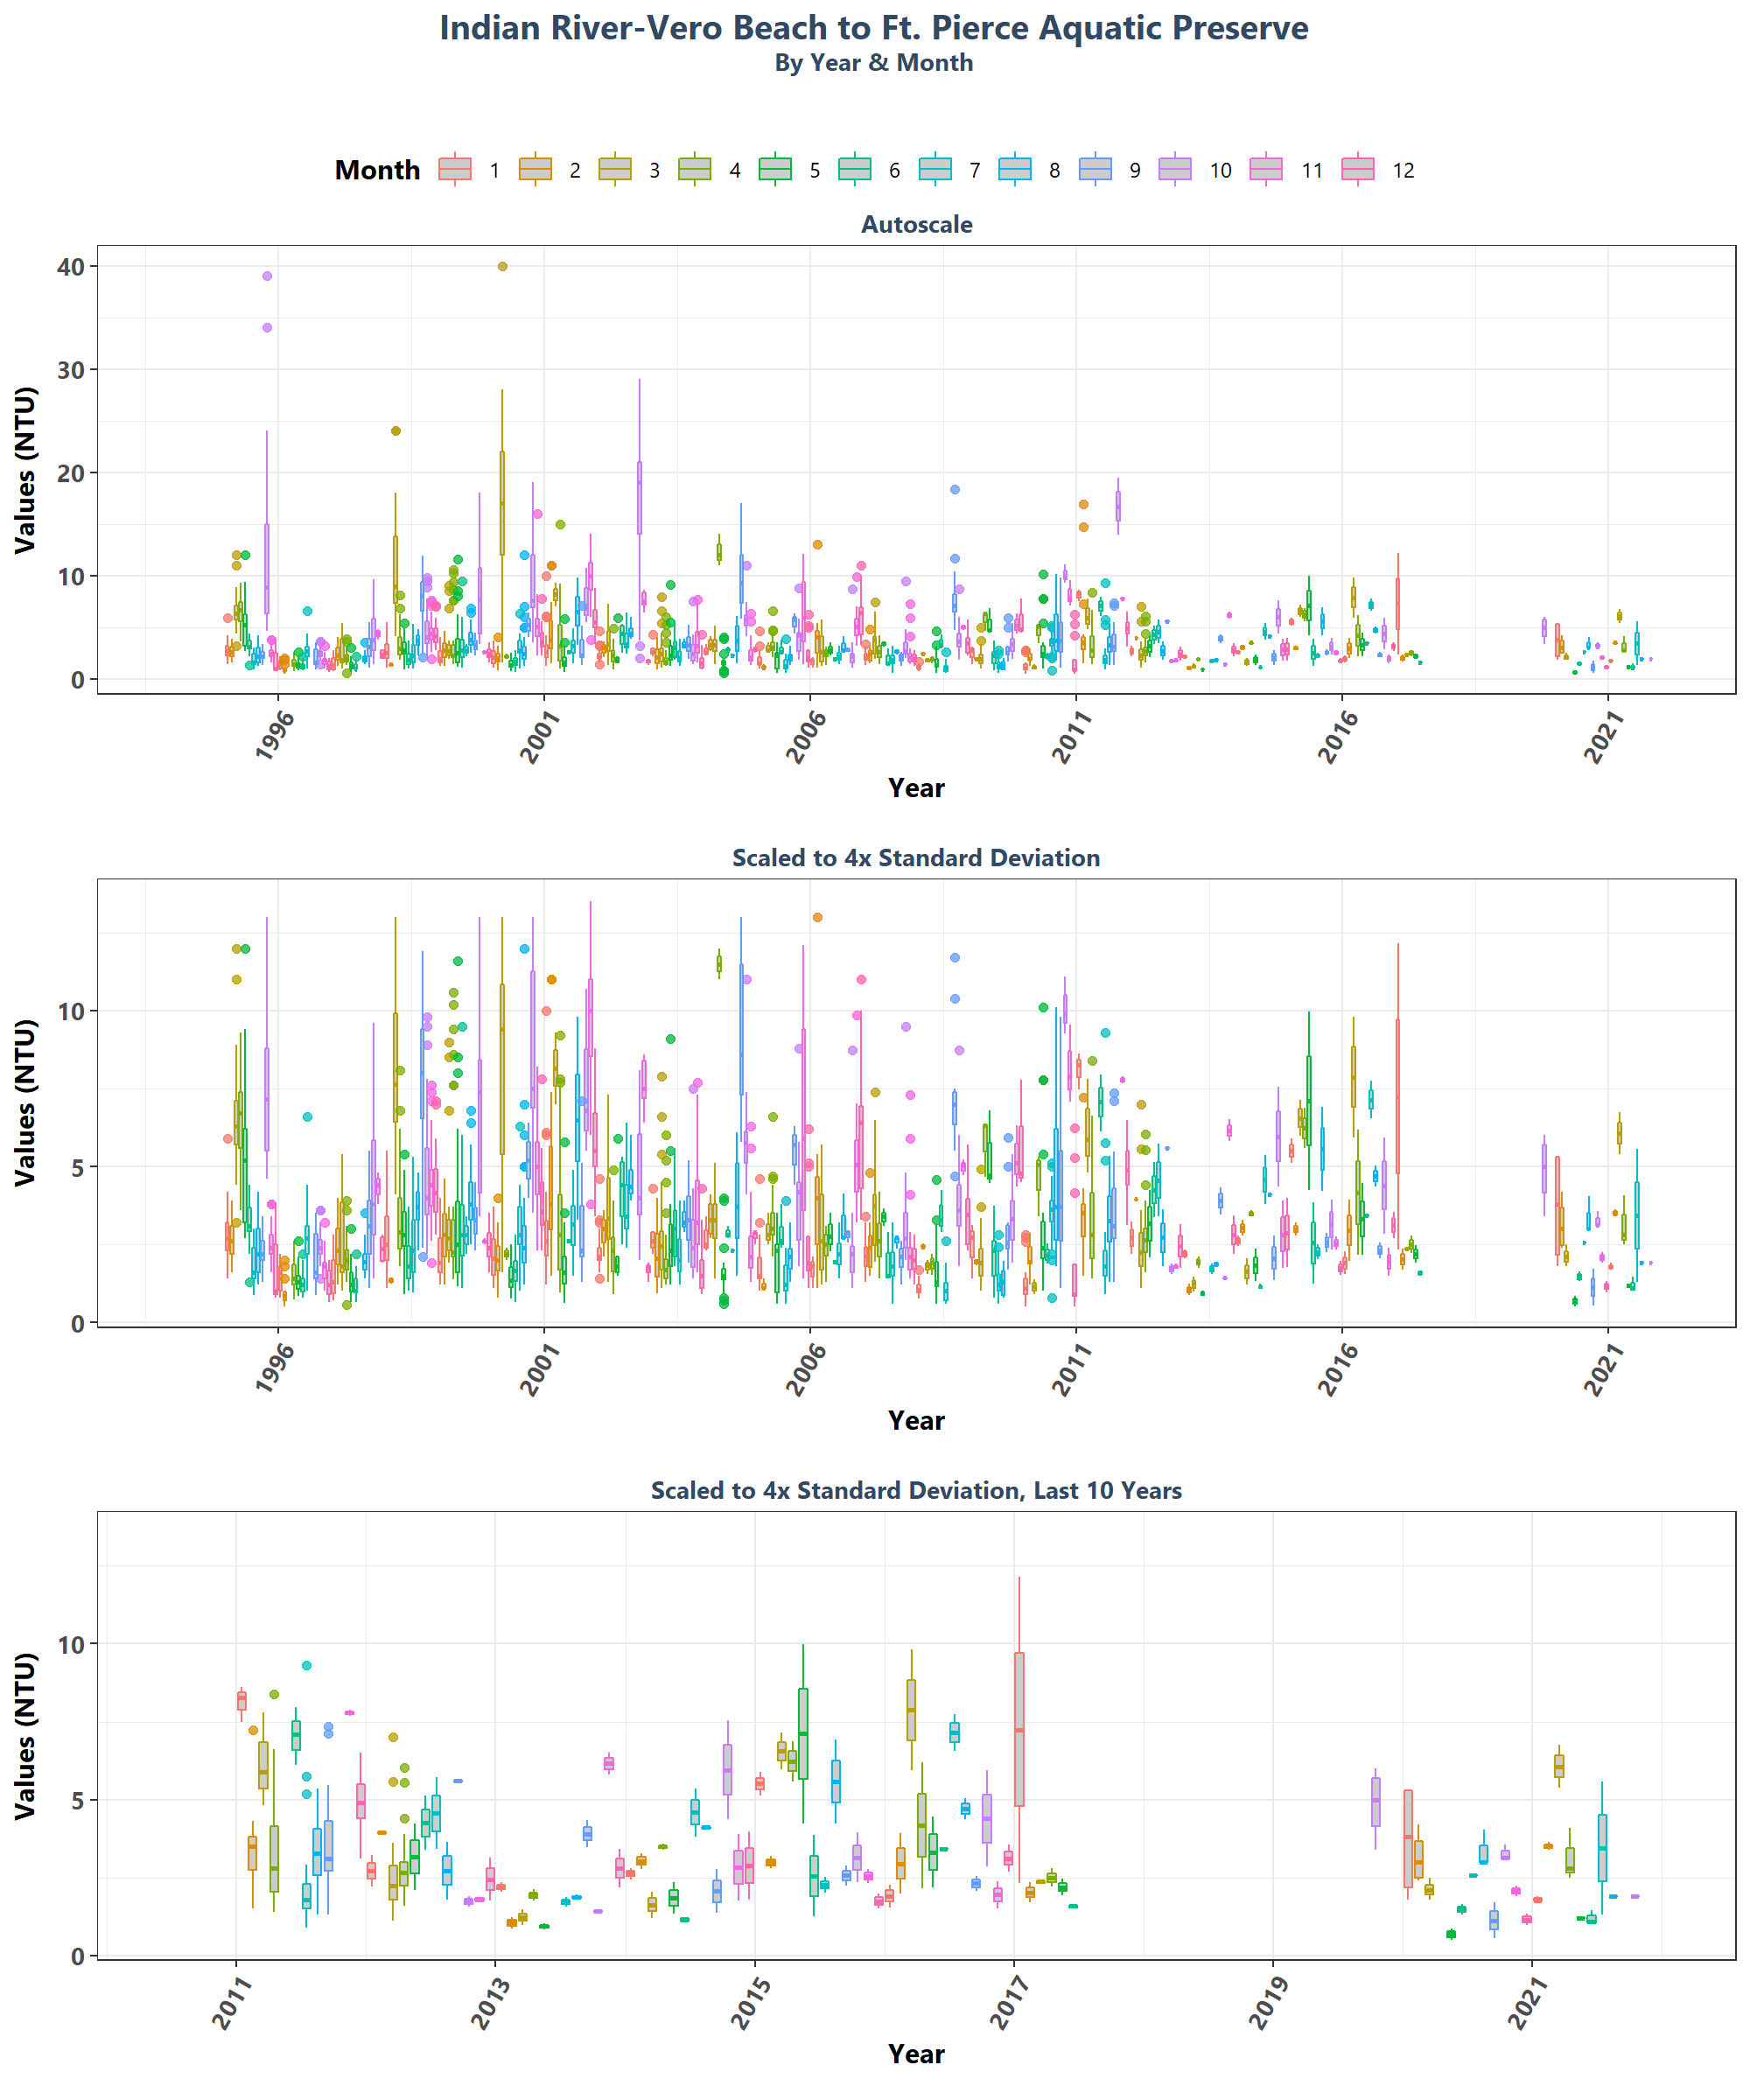 Indian River-Vero Beach to Ft. Pierce Aquatic Preserve
By Year & Month
Month 1 2 3 4 5 6 7 8 9 10 11 12
Autoscale
Values (NTU)
40
30
20
10
0
1996 2001 2006 2011 2016 2021
Year
Scaled to 4x Standard Deviation
Values (NTU)
10
5
0
1996 2001 2006 2011 2016 2021
Year
Scaled to 4x Standard Deviation, Last 10 Years
Values (NTU)
10
5
0
2011 2013 2015 2017 2019 2021
Year